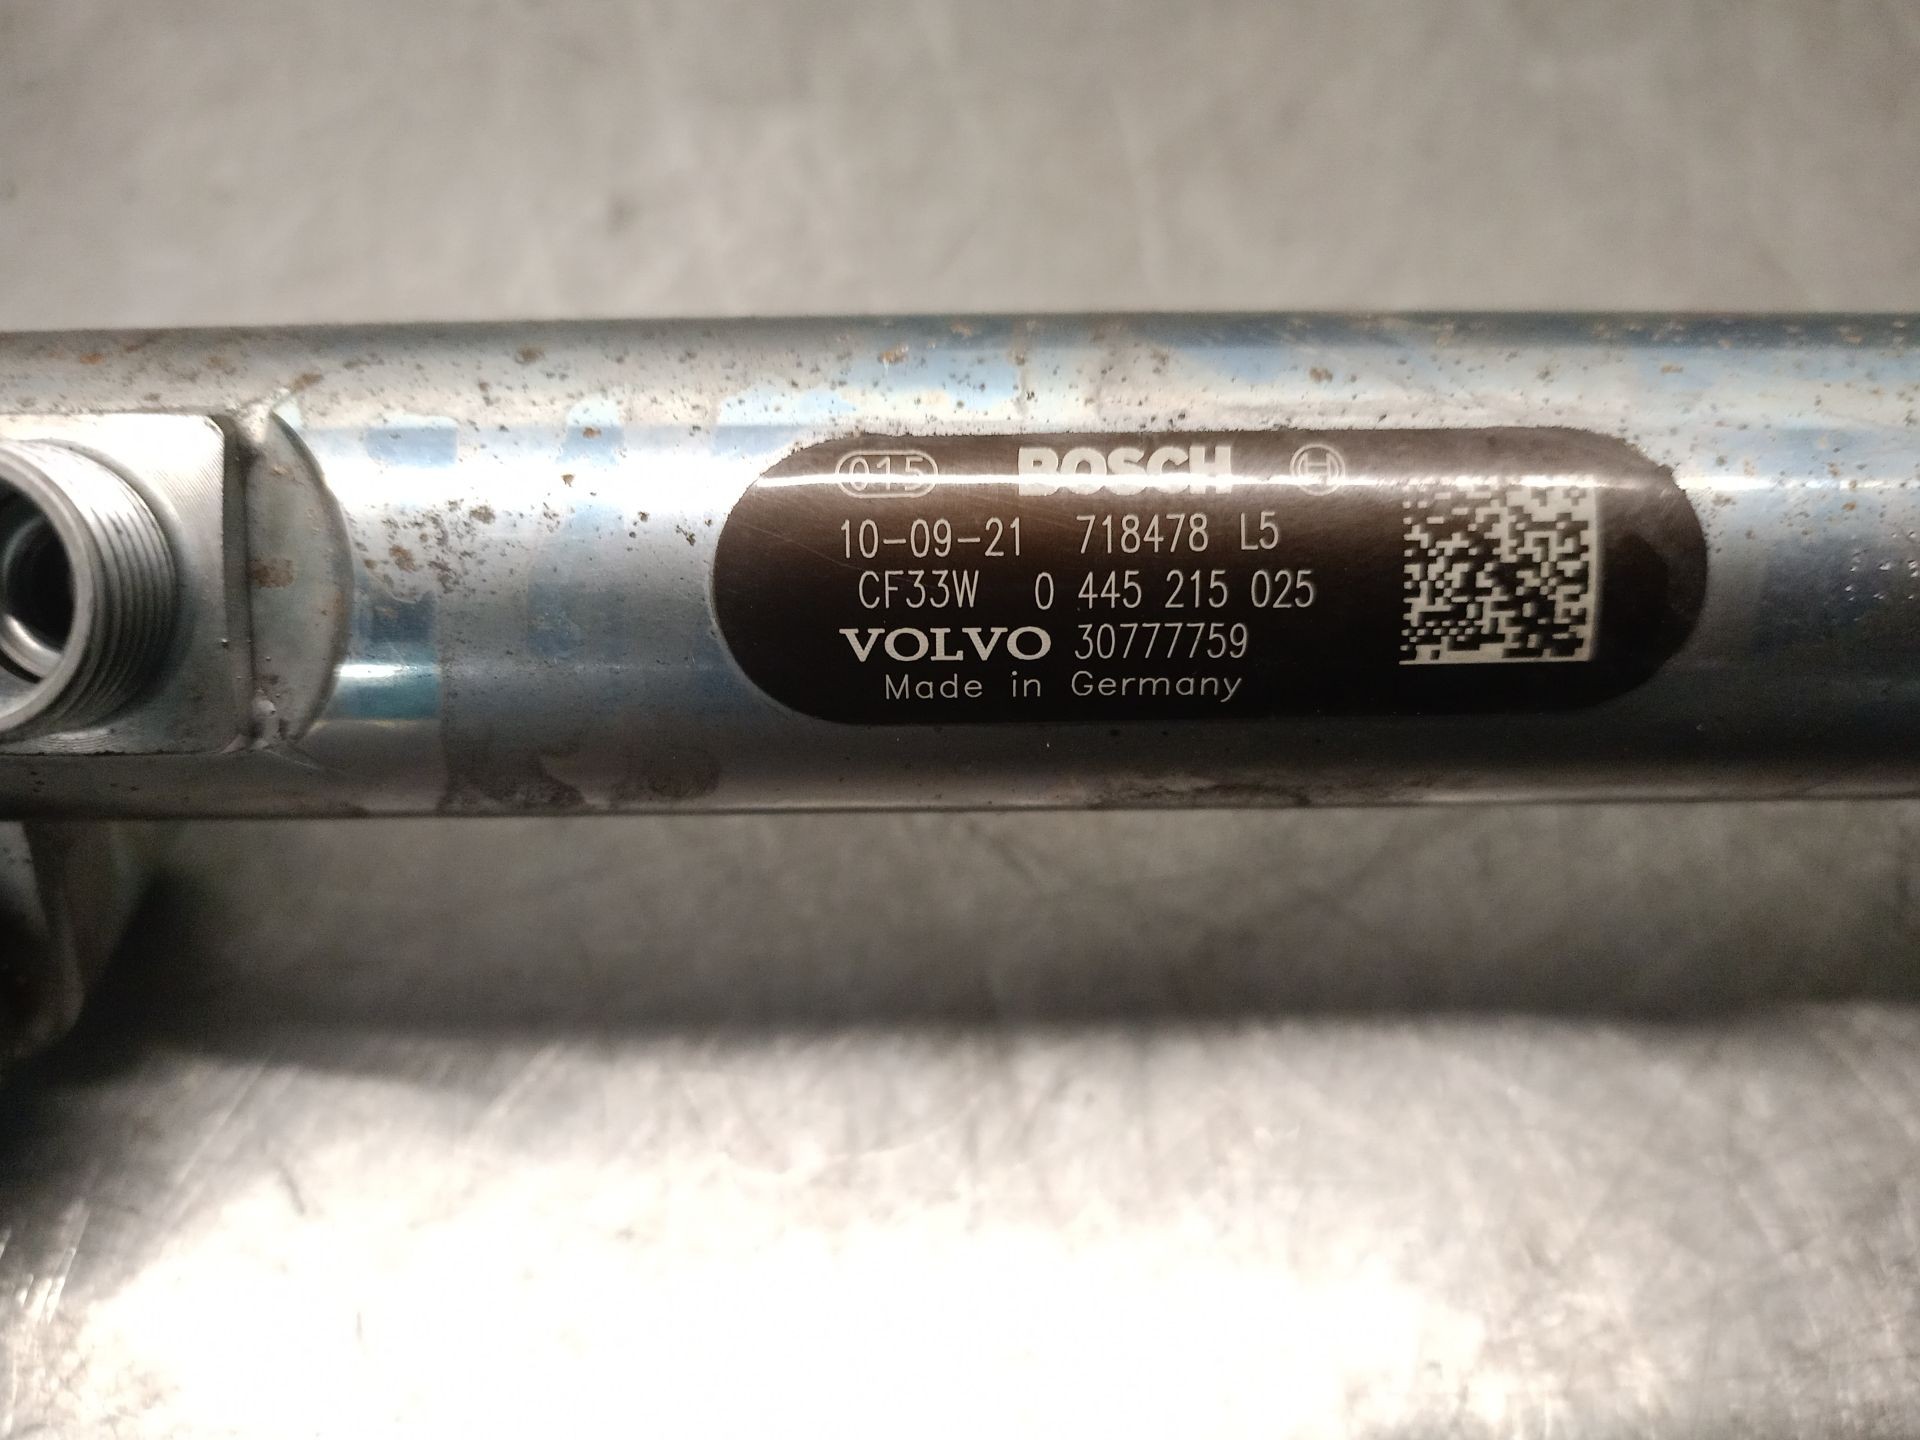 015 BOSCH
10-09-21 718478 L5
CF33W 0 445 215 025
VOLVO 30777759
Made in Germany